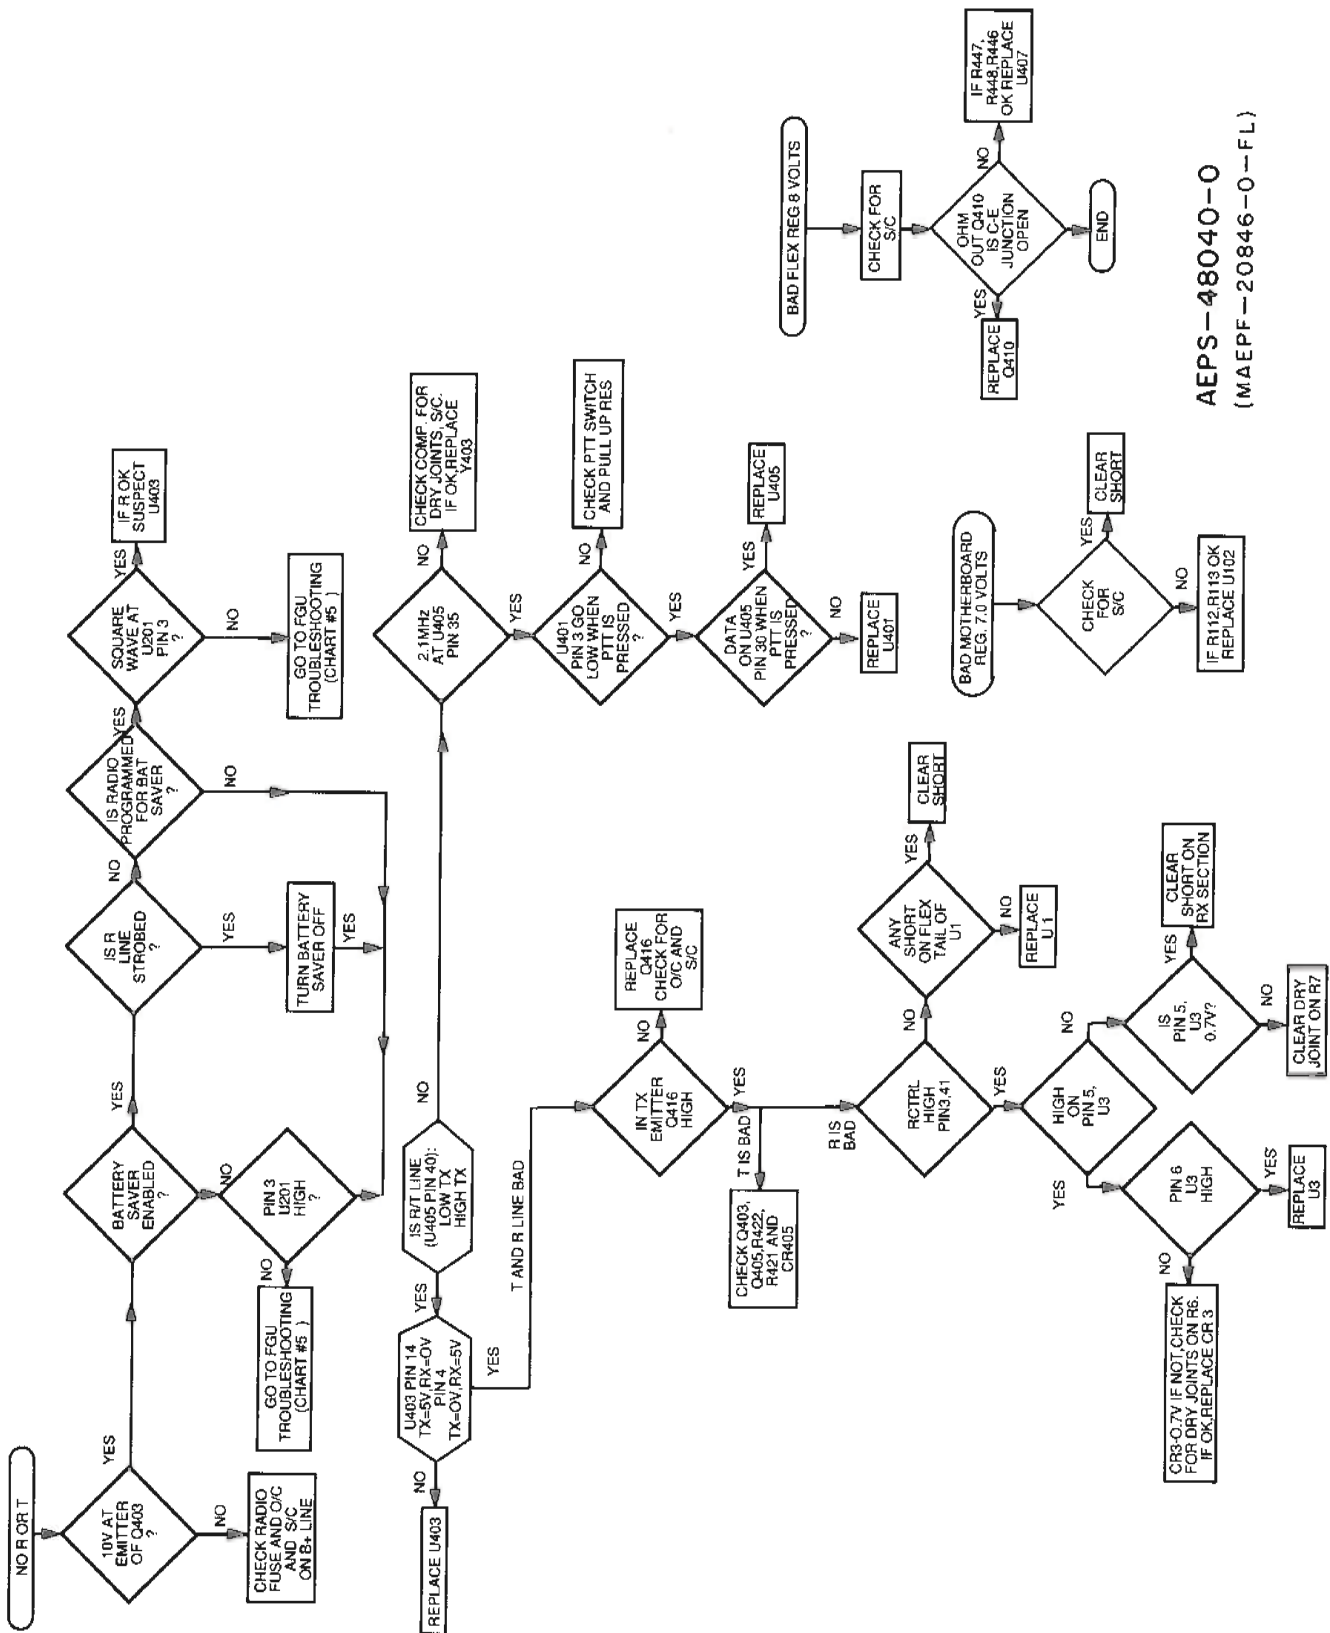 NO R OR T
10V AT
EMITTER
OF Q403
?
YES
NO
CHECK RADIO
FUSE AND O/C
AND S/C
ON B+ LINE
BATTERY
SAVER
ENABLED
?
YES
NO
PIN 3
U201
HIGH
?
NO
GO TO FGU
TROUBLESHOOTING
(CHART #5 )
IS R
LINE
STROBED
?
NO
YES
TURN BATTERY
SAVER OFF
YES
IS RADIO
PROGRAMMED
FOR BAT
SAVER
?
YES
NO
SQUARE
WAVE AT
U201
PIN 3
?
YES
IF R OK
SUSPECT
U403
NO
GO TO FGU
TROUBLESHOOTING
(CHART #5 )
IS R/T LINE
(U405 PIN 40):
LOW TX
HIGH TX
NO
YES
U403 PIN 14
TX=5V,RX=OV
PIN 4
TX=OV,RX=5V
NO
REPLACE U403
YES
T AND R LINE BAD
2.1MHz
AT U405
PIN 35
NO
CHECK COMP. FOR
DRY JOINTS, S/C.
IF OK,REPLACE
Y403
YES
U401
PIN 3 GO
LOW WHEN
PTT IS
PRESSED
?
NO
CHECK PTT SWITCH
AND PULL UP RES
YES
DATA
ON U405
PIN 30 WHEN
PTT IS
PRESSED
?
YES
REPLACE
U405
NO
REPLACE
U401
IN TX
EMITTER
Q416
HIGH
NO
REPLACE
Q416
CHECK FOR
O/C AND
S/C
YES
T IS BAD
CHECK Q403,
Q405,R422,
R421 AND
CR405
R IS
BAD
RCTRL
HIGH
PIN3,41
NO
ANY
SHORT
ON FLEX
TAIL OF
U1
YES
CLEAR
SHORT
NO
REPLACE
U 1
YES
HIGH
ON
PIN 5,
U3
NO
IS
PIN 5,
U3
0.7V?
YES
CLEAR
SHORT ON
RX SECTION
NO
CLEAR DRY
JOINT ON R7
YES
PIN 6
U3
HIGH
YES
REPLACE
U3
NO
CR3-0.7V IF NOT,CHECK
FOR DRY JOINTS ON R6.
IF OK,REPLACE CR 3
BAD MOTHERBOARD
REG. 7.0 VOLTS
CHECK
FOR
S/C
YES
CLEAR
SHORT
NO
IF R112,R113 OK
REPLACE U102
BAD FLEX REG 8 VOLTS
CHECK FOR
S/C
OHM
OUT Q410
IS C-E
JUNCTION
OPEN
YES
REPLACE
Q410
NO
IF R447,
R448,R446
OK REPLACE
U407
END
AEPS-48040-O
(MAEPF-20846-O-FL)